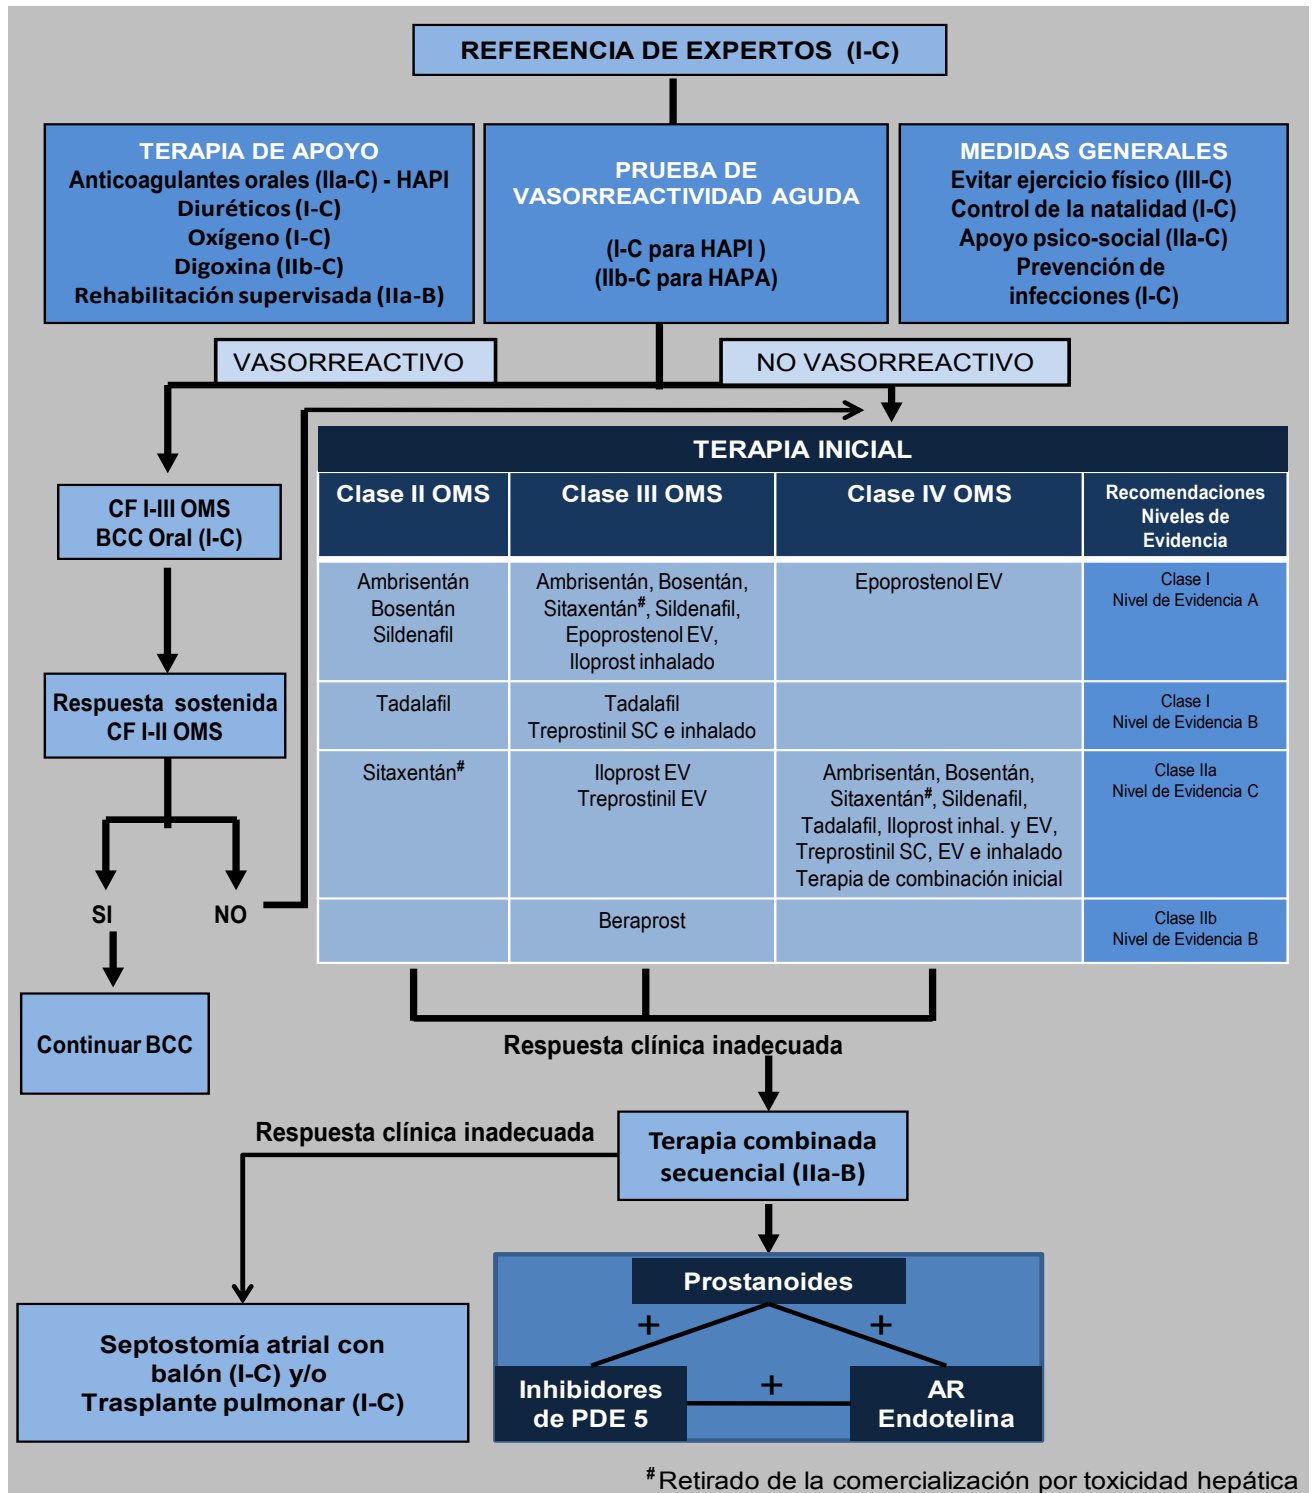 REFERENCIA DE EXPERTOS (I-C)
TERAPIA DE APOYO
Anticoagulantes orales (IIa-C) - HAPI
Diuréticos (I-C)
Oxígeno (I-C)
Digoxina (IIb-C)
Rehabilitación supervisada (IIa-B)
PRUEBA DE
VASORREACTIVIDAD AGUDA
(I-C para HAPI )
(IIb-C para HAPA)
MEDIDAS GENERALES
Evitar ejercicio físico (III-C)
Control de la natalidad (I-C)
Apoyo psico-social (IIa-C)
Prevención de
infecciones (I-C)
VASORREACTIVO
NO VASORREACTIVO
CF I-III OMS
BCC Oral (I-C)
Respuesta sostenida
CF I-II OMS
SI
NO
Continuar BCC
TERAPIA INICIAL
Clase II OMS
Clase III OMS
Clase IV OMS
Recomendaciones
Niveles de
Evidencia
Ambrisentán
Bosentán
Sildenafil
Ambrisentán, Bosentán,
Sitaxentán#, Sildenafil,
Epoprostenol EV,
Iloprost inhalado
Epoprostenol EV
Clase I
Nivel de Evidencia A
Tadalafil
Tadalafil
Treprostinil SC e inhalado
Clase I
Nivel de Evidencia B
Sitaxentán#
Iloprost EV
Treprostinil EV
Ambrisentán, Bosentán,
Sitaxentán#, Sildenafil,
Tadalafil, Iloprost inhal. y EV,
Treprostinil SC, EV e inhalado
Terapia de combinación inicial
Clase IIa
Nivel de Evidencia C
Beraprost
Clase IIb
Nivel de Evidencia B
Respuesta clínica inadecuada
Terapia combinada
secuencial (IIa-B)
Respuesta clínica inadecuada
Septostomía atrial con
balón (I-C) y/o
Trasplante pulmonar (I-C)
Prostanoides
+
+
Inhibidores
de PDE 5
+
AR
Endotelina
#Retirado de la comercialización por toxicidad hepática